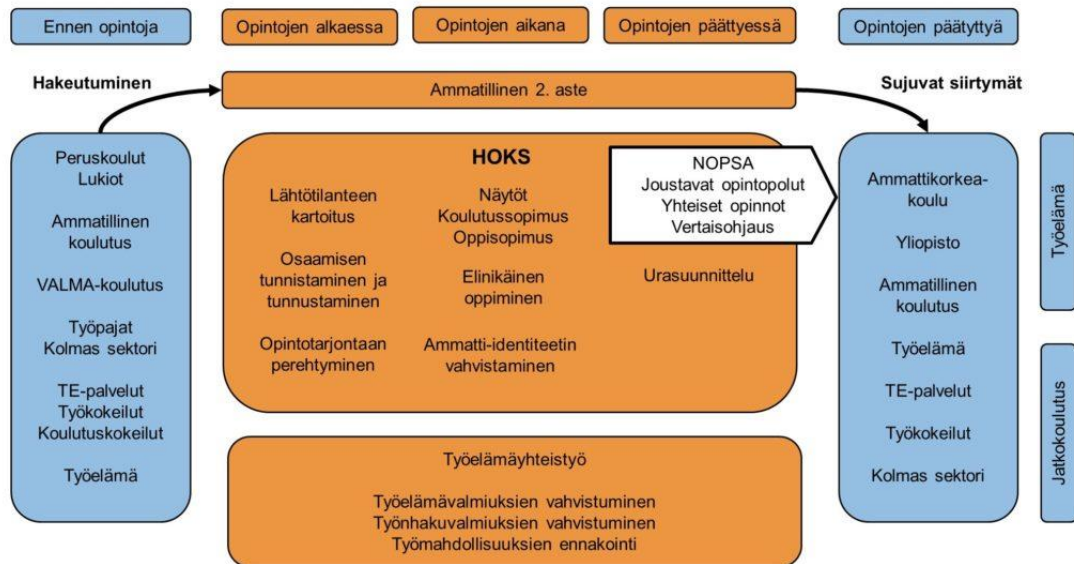 Ennen opintoja
Opintojen alkaessa
Opintojen aikana
Opintojen päättyessä
Opintojen päätyttyä
Hakeutuminen
Ammatillinen 2. aste
Sujuvat siirtymät
Peruskoulut
Lukiot
Ammatillinen
koulutus
VALMA-koulutus
Työpajat
Kolmas sektori
TE-palvelut
Työkokeilut
Koulutuskokeilut
Työelämä
HOKS
Lähtötilanteen
kartoitus
Osaamisen
tunnistaminen ja
tunnustaminen
Opintotarjontaan
perehtyminen
Näytöt
Koulutussopimus
Oppisopimus
Elinikäinen
oppiminen
Ammatti-identiteetin
vahvistaminen
NOPSA
Joustavat opintopolut
Yhteiset opinnot
Vertaisohjaus
Urasuunnittelu
Työelämäyhteistyö
Työelämävalmiuksien vahvistuminen
Työnhakuvalmiuksien vahvistuminen
Työmahdollisuuksien ennakointi
Ammattikorkea-
koulu
Yliopisto
Ammatillinen
koulutus
Työelämä
TE-palvelut
Työkokeilut
Kolmas sektori
Työelämä
Jatkokoulutus